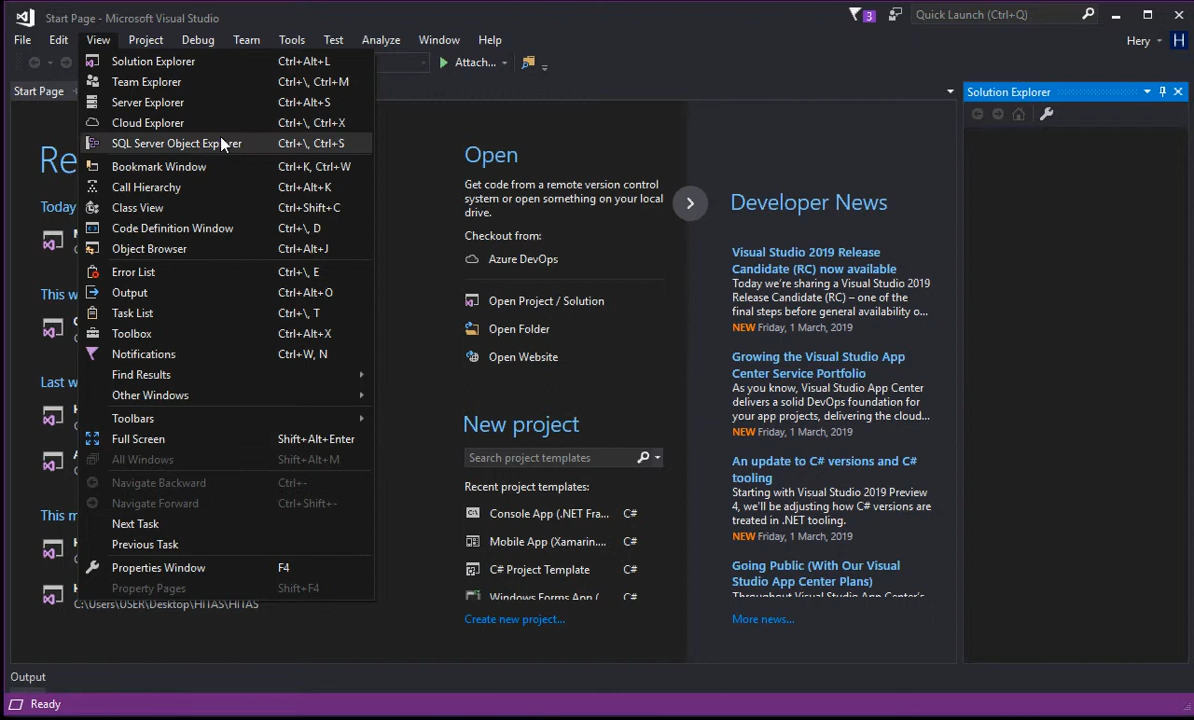 Start Page - Microsoft Visual Studio
3
Quick Launch (Ctrl+Q)
File Edit View Project Debug Team Tools Test Analyze Window Help
Hery H
Attach...
Start Page
Solution Explorer Ctrl+Alt+L
Team Explorer Ctrl+\, Ctrl+M
Server Explorer Ctrl+Alt+S
Cloud Explorer Ctrl+\, Ctrl+X
SQL Server Object Explorer Ctrl+\, Ctrl+S
Bookmark Window Ctrl+K, Ctrl+W
Call Hierarchy Ctrl+Alt+K
Class View Ctrl+Shift+C
Code Definition Window Ctrl+\, D
Object Browser Ctrl+Alt+J
Error List Ctrl+\, E
Output Ctrl+Alt+O
Task List Ctrl+\, T
Toolbox Ctrl+Alt+X
Notifications Ctrl+W, N
Find Results
Other Windows
Toolbars
Full Screen Shift+Alt+Enter
All Windows Shift+Alt+M
Navigate Backward Ctrl+-
Navigate Forward Ctrl+Shift+-
Next Task
Previous Task
Properties Window F4
Property Pages Shift+F4
Re
Today
This w
Last w
This m
C:\Users\USER\Desktop\HITAS\HITAS
Open
Get code from a remote version control
system or open something on your local
drive.
Checkout from:
Azure DevOps
Open Project / Solution
Open Folder
Open Website
New project
Search project templates
Recent project templates:
Console App (.NET Fra... C#
Mobile App (Xamarin.... C#
C# Project Template C#
Windows Forms App ( C#
Create new project...
Developer News
Visual Studio 2019 Release
Candidate (RC) now available
Today we're sharing a Visual Studio 2019
Release Candidate (RC) – one of the
final steps before general availability o...
NEW Friday, 1 March, 2019
Growing the Visual Studio App
Center Service Portfolio
As you know, Visual Studio App Center
delivers a solid DevOps foundation for
your app projects, delivering the cloud...
NEW Friday, 1 March, 2019
An update to C# versions and C#
tooling
Starting with Visual Studio 2019 Preview
4, we'll be adjusting how C# versions are
treated in .NET tooling.
NEW Friday, 1 March, 2019
Going Public (With Our Visual
Studio App Center Plans)
Throughout Visual Studio App Center's
More news...
Solution Explorer
Output
Ready